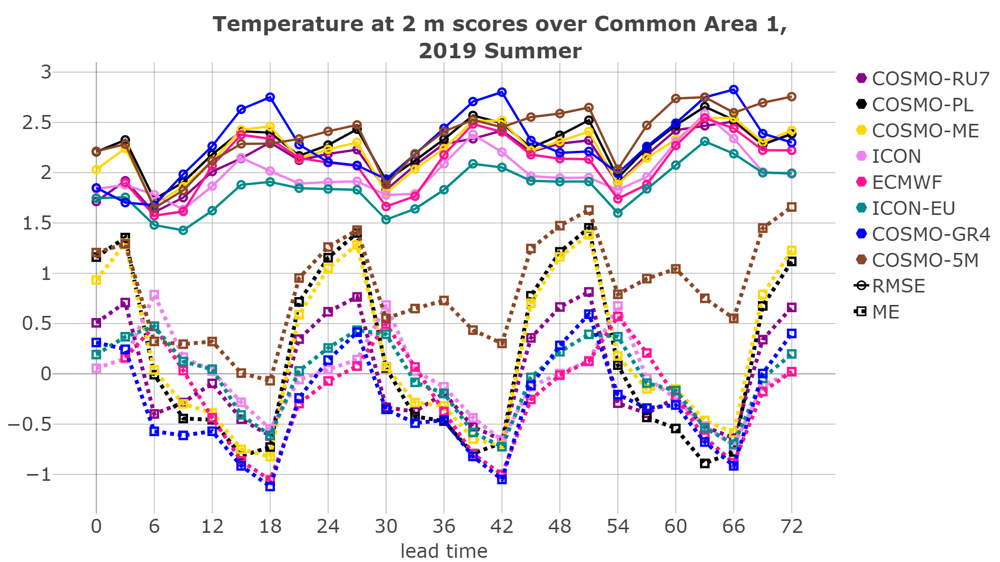 Temperature at 2 m scores over Common Area 1,
2019 Summer
3
2.5
2
1.5
1
0.5
0
−0.5
−1
0 6 12 18 24 30 36 42 48 54 60 66 72
lead time
COSMO-RU7
COSMO-PL
COSMO-ME
ICON
ECMWF
ICON-EU
COSMO-GR4
COSMO-5M
RMSE
ME